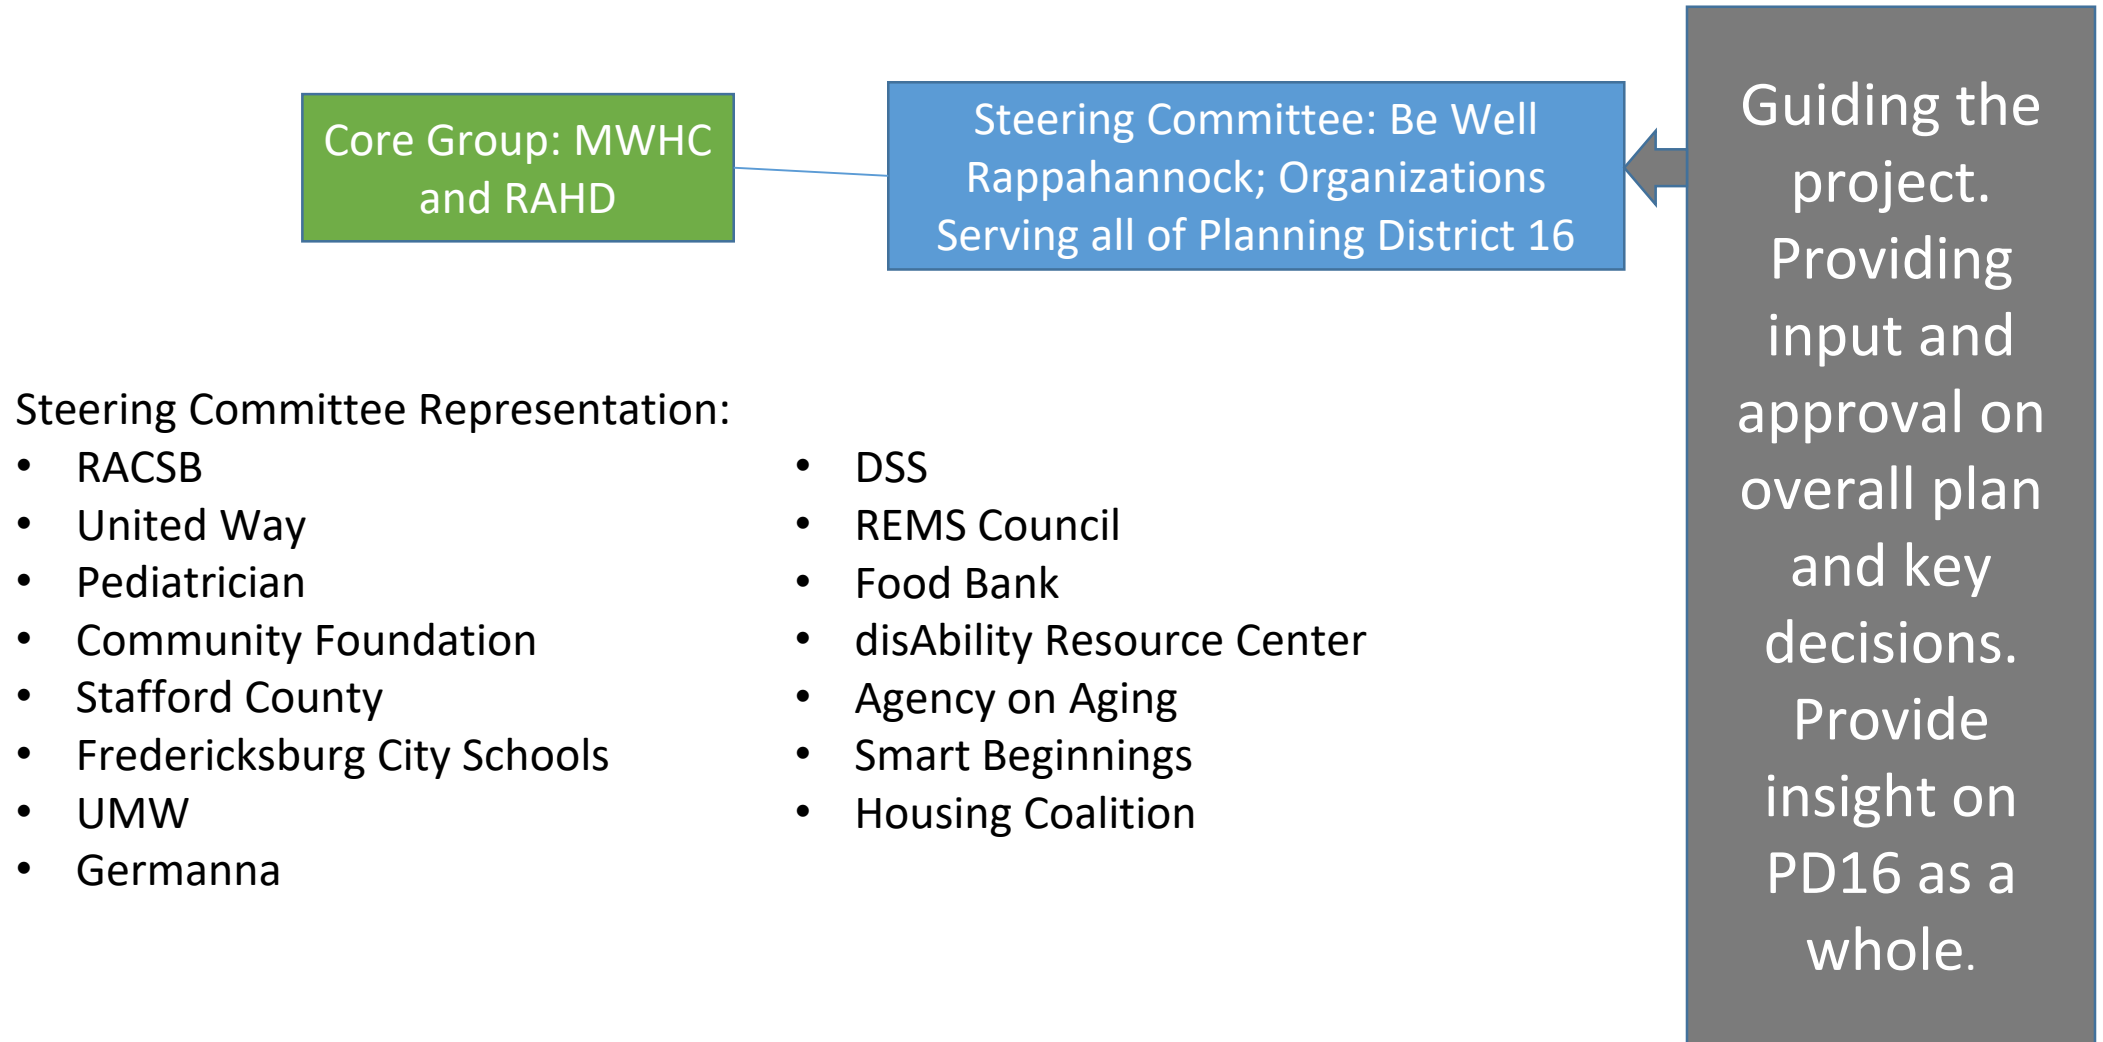 Core Group: MWHC
and RAHD
Steering Committee: Be Well
Rappahannock; Organizations
Serving all of Planning District 16
Guiding the
project.
Providing
input and
approval on
overall plan
and key
decisions.
Provide
insight on
PD16 as a
whole.
Steering Committee Representation:
• RACSB
• United Way
• Pediatrician
• Community Foundation
• Stafford County
• Fredericksburg City Schools
• UMW
• Germanna
• DSS
• REMS Council
• Food Bank
• disAbility Resource Center
• Agency on Aging
• Smart Beginnings
• Housing Coalition